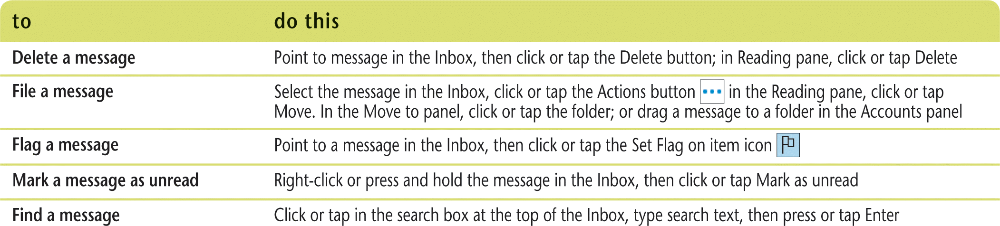 to do this
Delete a message Point to message in the Inbox, then click or tap the Delete button; in Reading pane, click or tap Delete
File a message Select the message in the Inbox, click or tap the Actions button in the Reading pane, click or tap
Move. In the Move to panel, click or tap the folder; or drag a message to a folder in the Accounts panel
Flag a message Point to a message in the Inbox, then click or tap the Set Flag on item icon
Mark a message as unread Right-click or press and hold the message in the Inbox, then click or tap Mark as unread
Find a message Click or tap in the search box at the top of the Inbox, type search text, then press or tap Enter